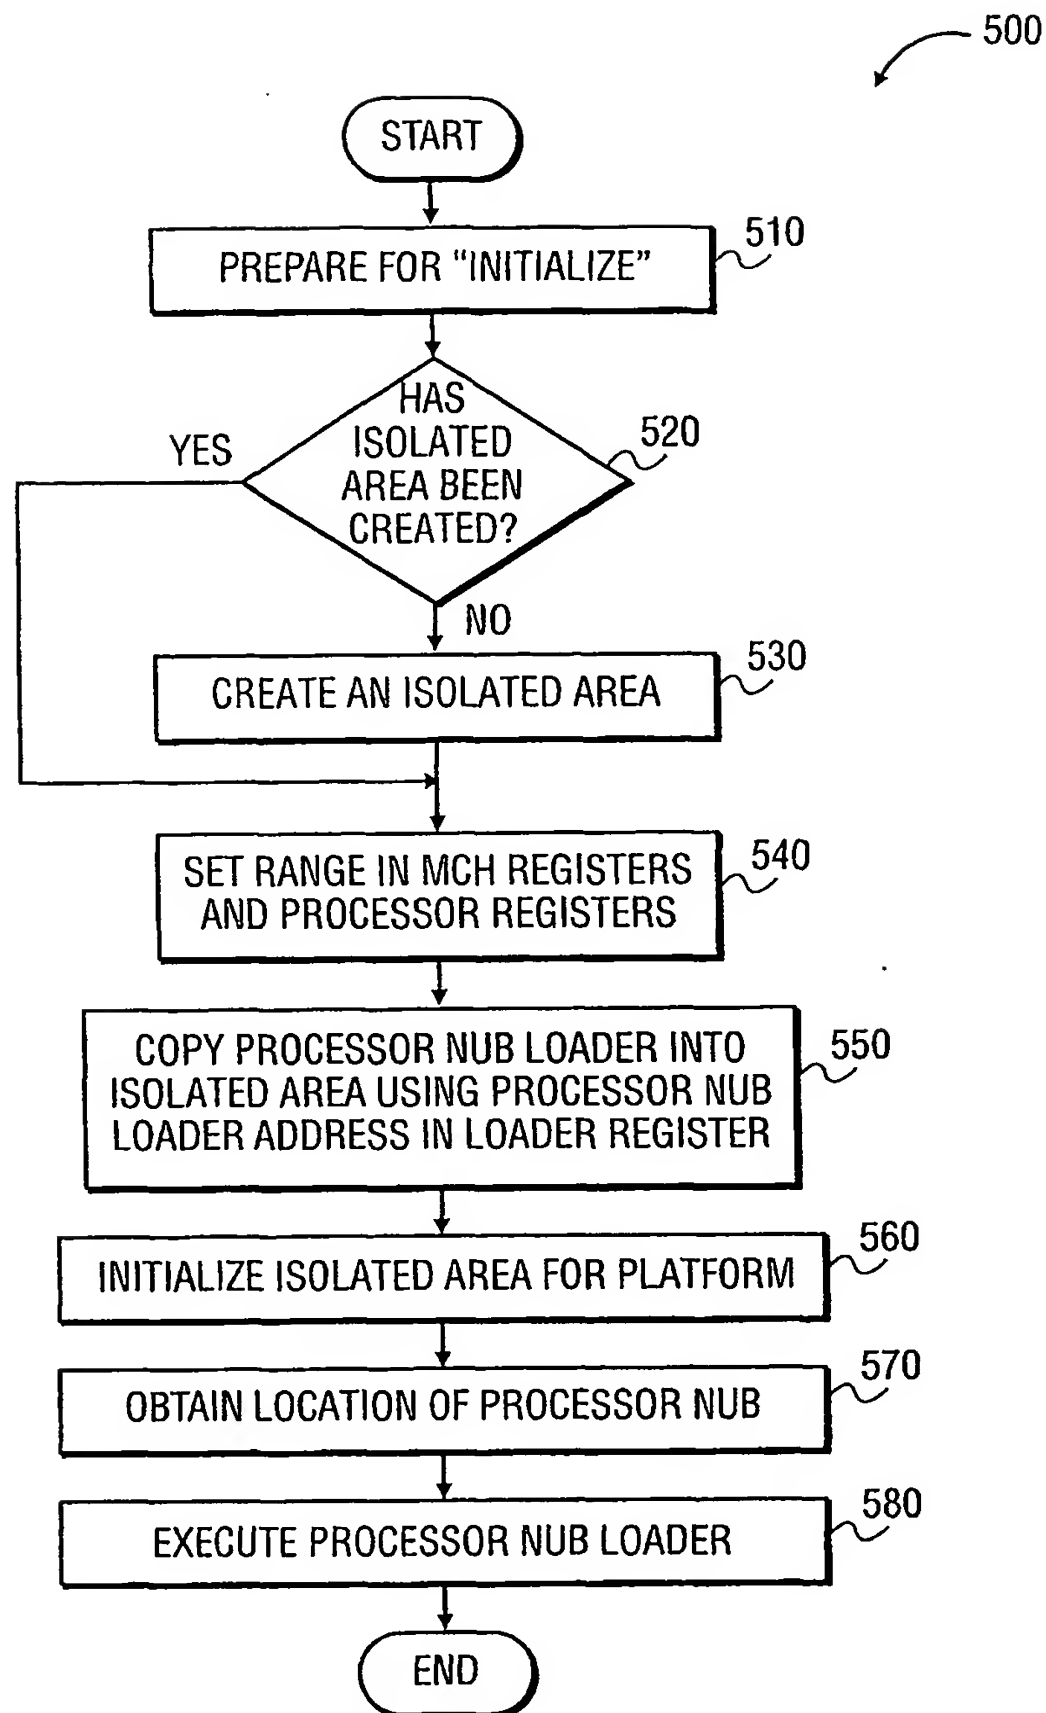 500
START
510
PREPARE FOR “INITIALIZE”
HAS
ISOLATED
AREA BEEN
CREATED?
520
YES
NO
530
CREATE AN ISOLATED AREA
540
SET RANGE IN MCH REGISTERS
AND PROCESSOR REGISTERS
550
COPY PROCESSOR NUB LOADER INTO
ISOLATED AREA USING PROCESSOR NUB
LOADER ADDRESS IN LOADER REGISTER
560
INITIALIZE ISOLATED AREA FOR PLATFORM
570
OBTAIN LOCATION OF PROCESSOR NUB
580
EXECUTE PROCESSOR NUB LOADER
END